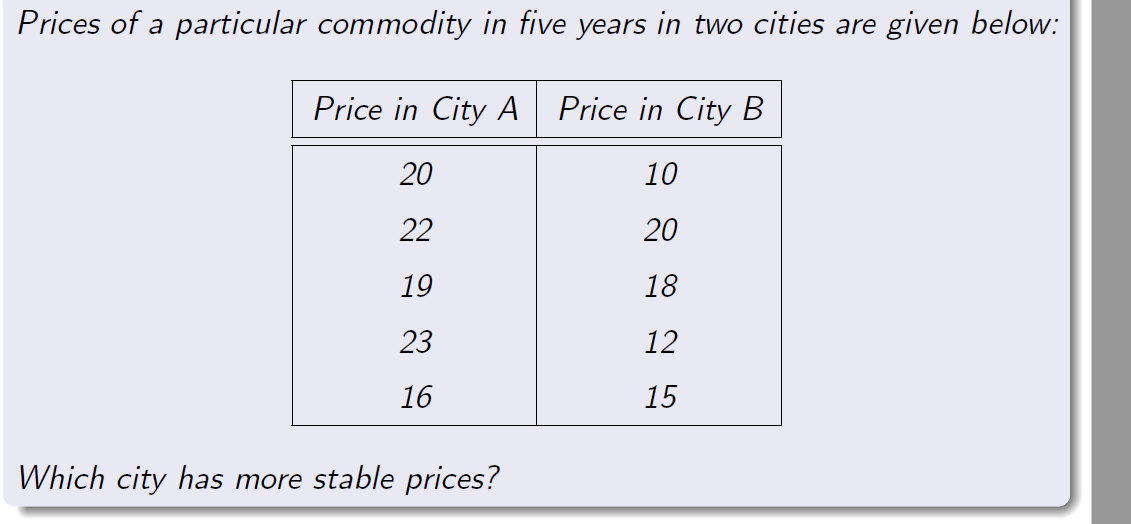 Prices of a particular commodity in five years in two cities are given below:
Price in City A Price in City B
20 10
22 20
19 18
23 12
16 15
Which city has more stable prices?